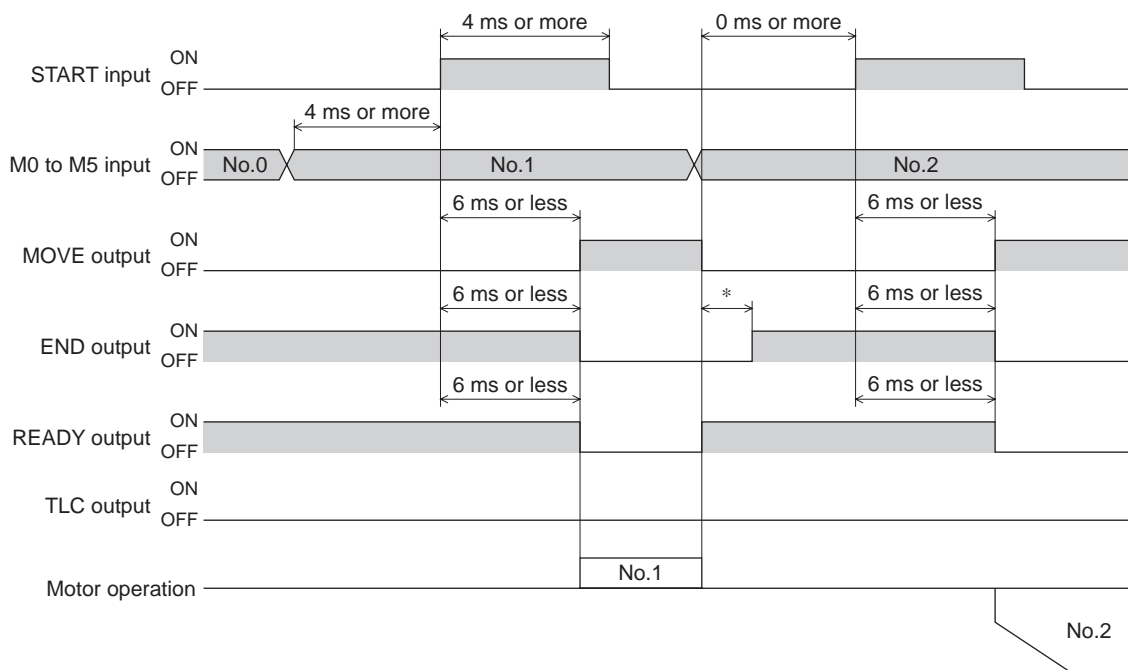 4 ms or more
0 ms or more
START input
ON
OFF
4 ms or more
M0 to M5 input
ON
OFF
No.0
No.1
No.2
6 ms or less
6 ms or less
MOVE output
ON
OFF
6 ms or less
*
6 ms or less
END output
ON
OFF
6 ms or less
6 ms or less
READY output
ON
OFF
TLC output
ON
OFF
Motor operation
No.1
No.2